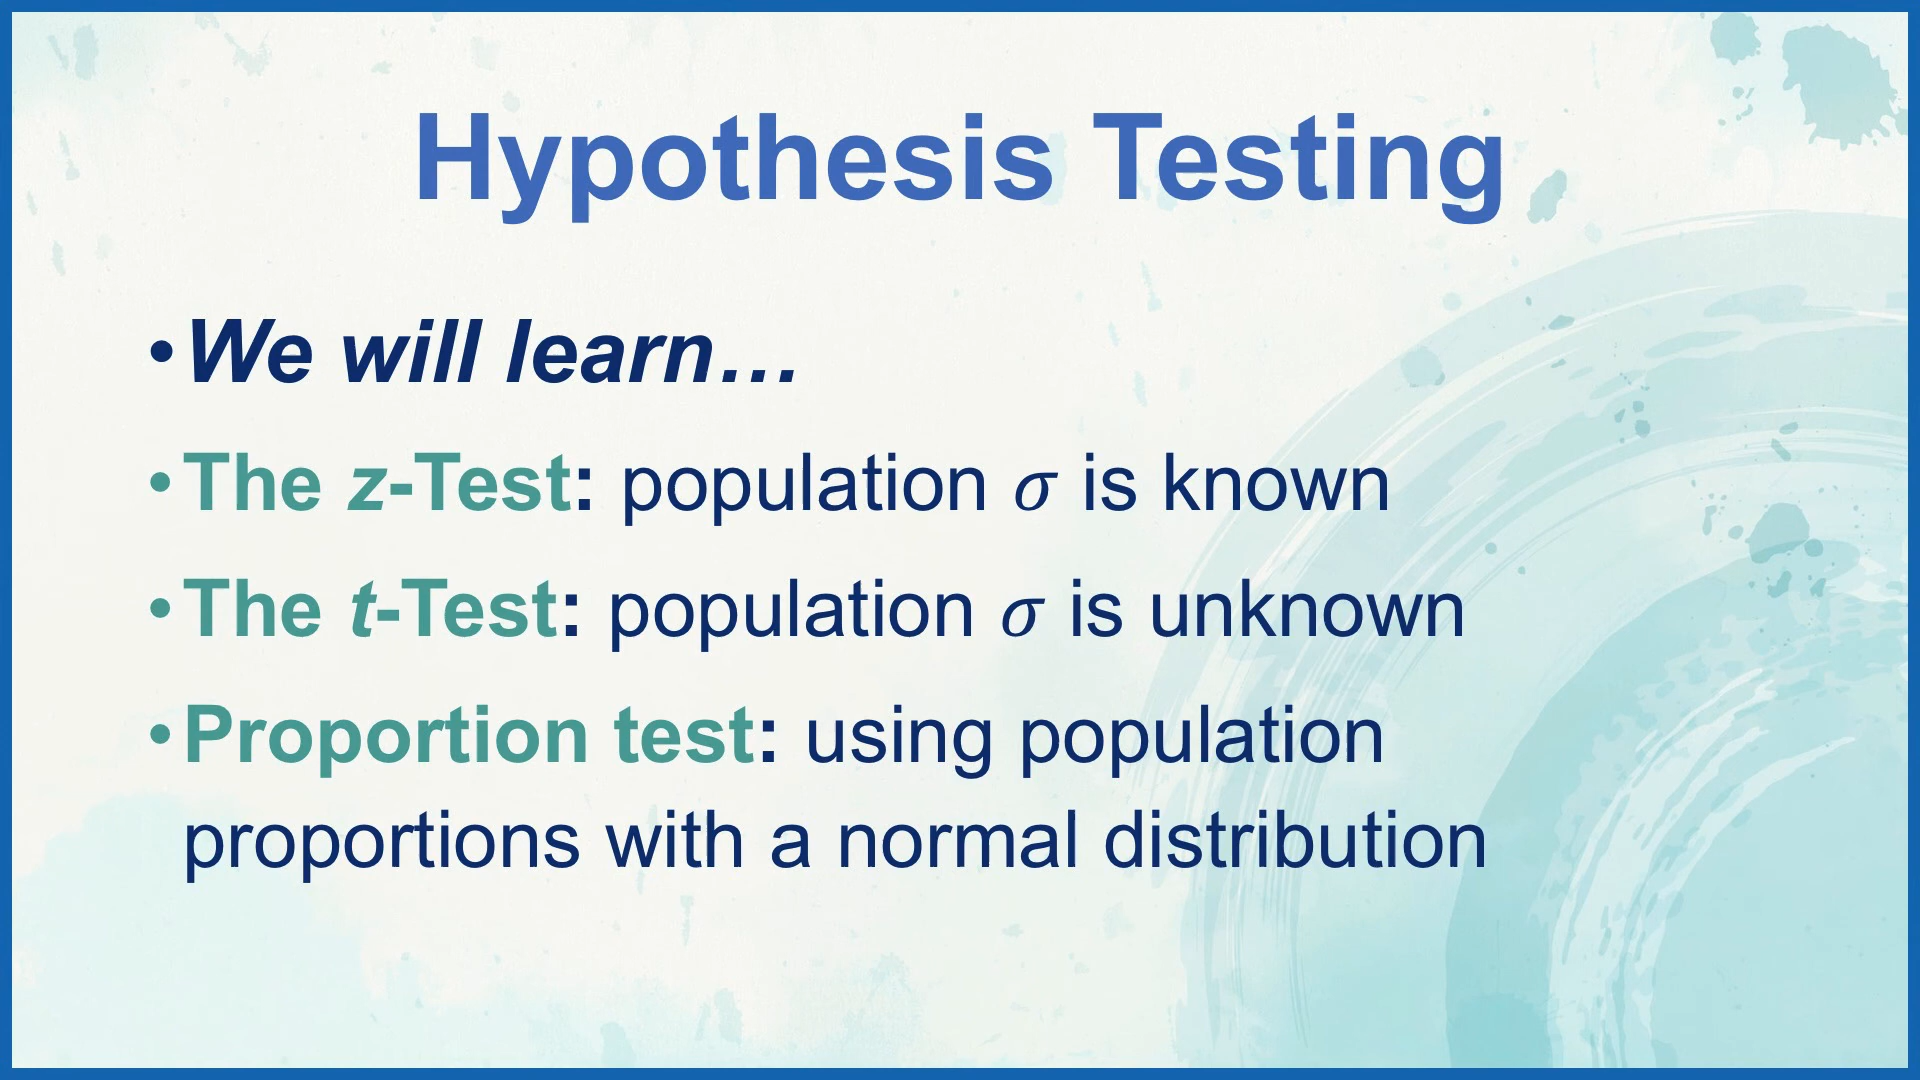 Hypothesis Testing
•We will learn…
•The z-Test: population 𝜎 is known
•The t-Test: population 𝜎 is unknown
•Proportion test: using population
proportions with a normal distribution